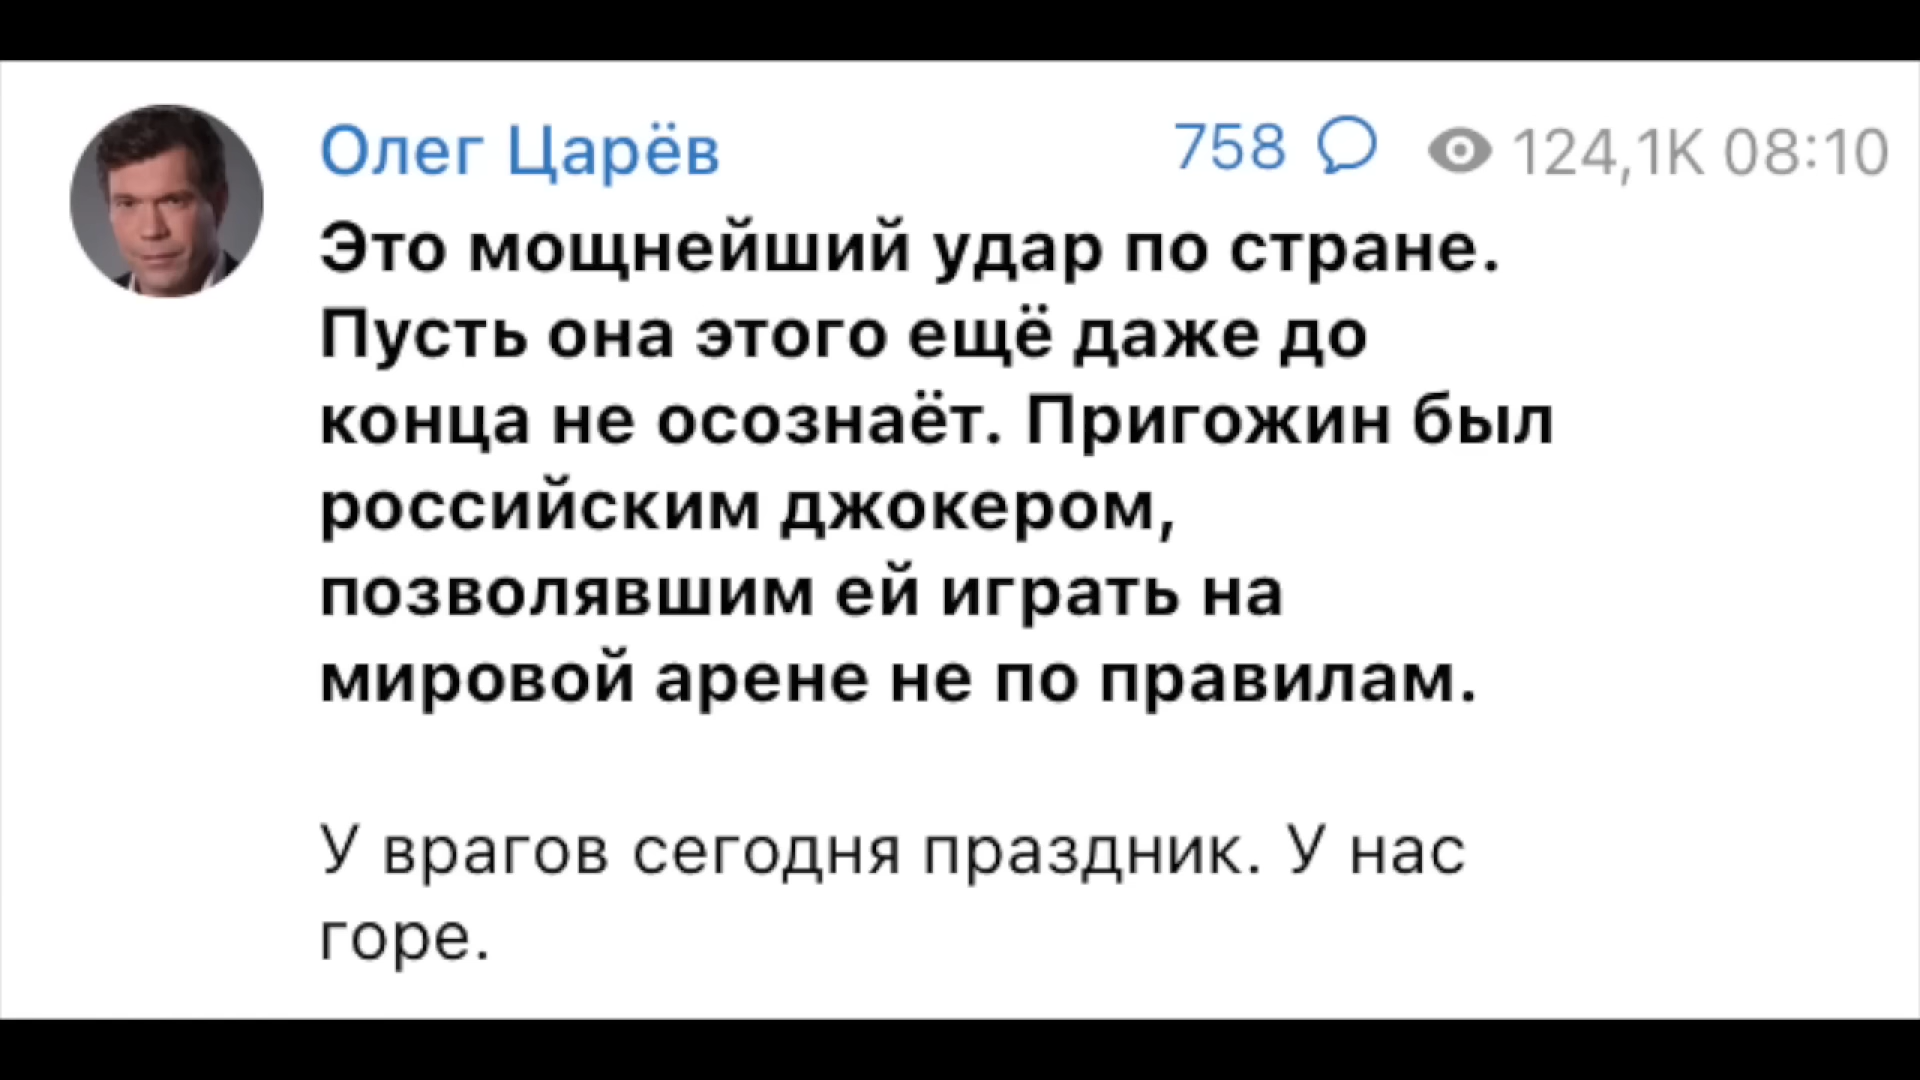 Олег Царёв 758 124,1K 08:10
Это мощнейший удар по стране.
Пусть она этого ещё даже до
конца не осознаёт. Пригожин был
российским джокером,
позволявшим ей играть на
мировой арене не по правилам.
У врагов сегодня праздник. У нас
горе.